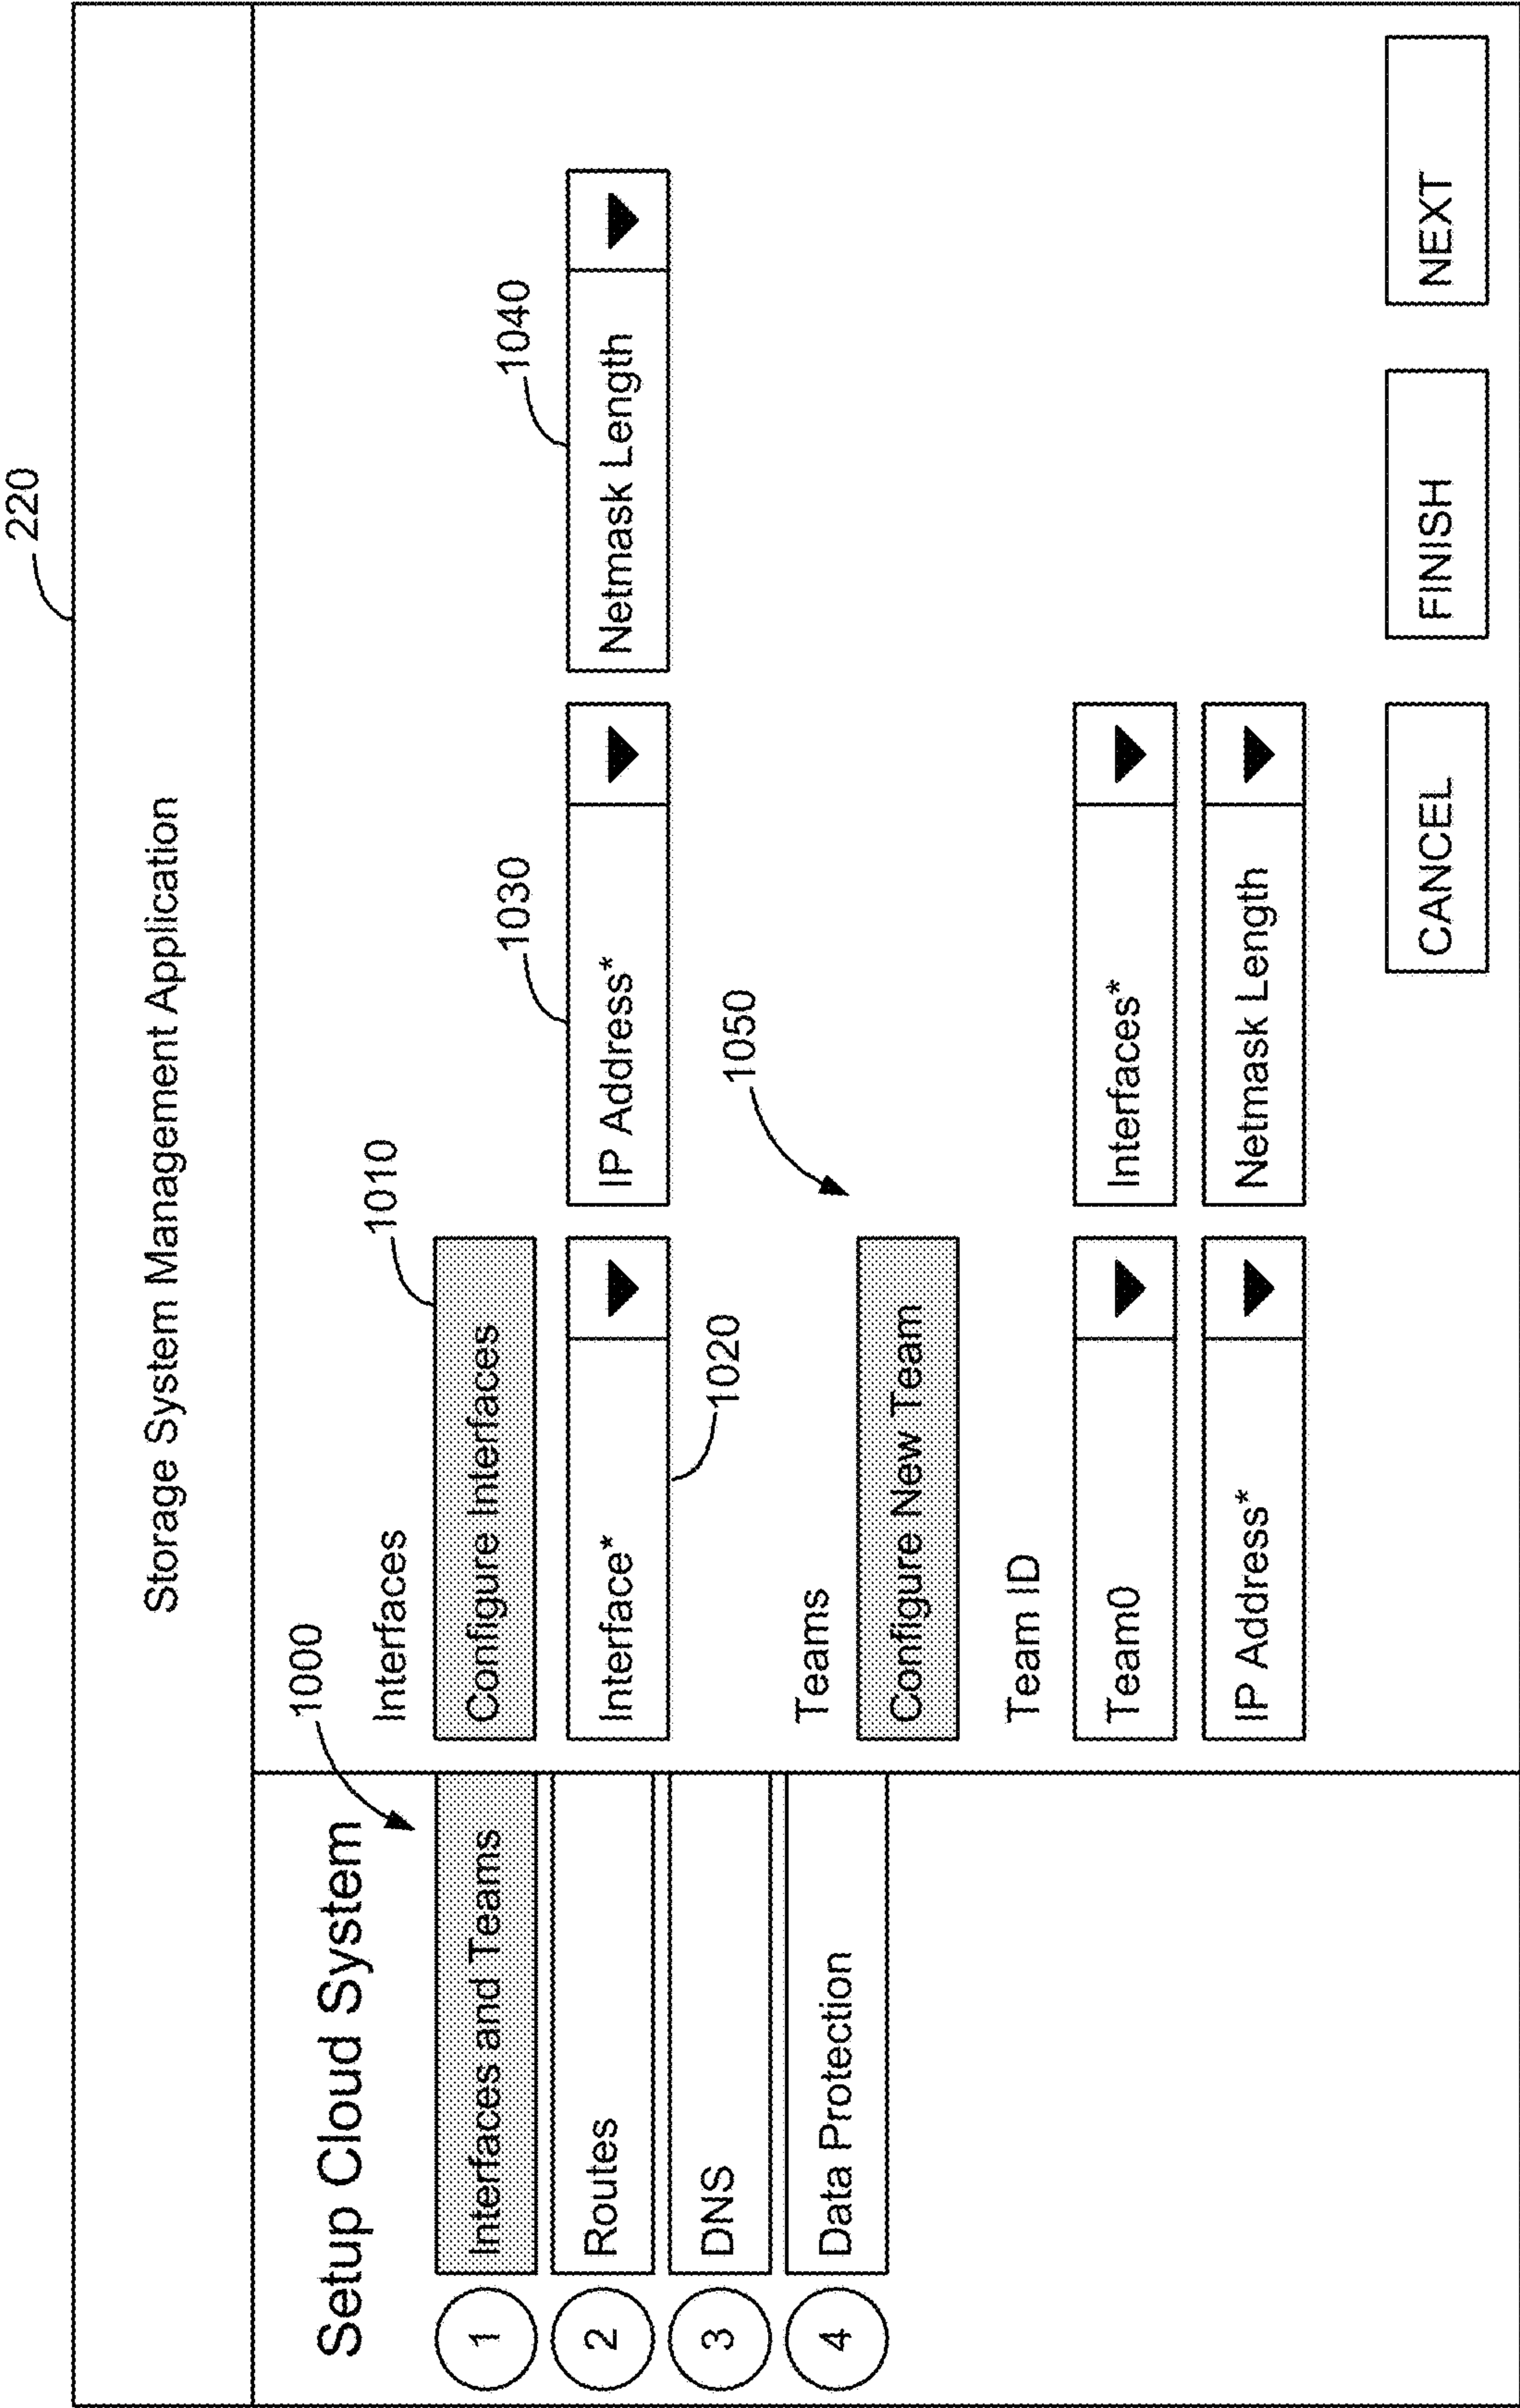 220
Storage System Management Application
Setup Cloud System
1000
1 Interfaces and Teams
2 Routes
3 DNS
4 Data Protection
Interfaces
1010
Configure Interfaces
1030
1040
Interface*
IP Address*
Netmask Length
1020
1050
Teams
Configure New Team
Team ID
Team0
Interfaces*
IP Address*
Netmask Length
CANCEL
FINISH
NEXT